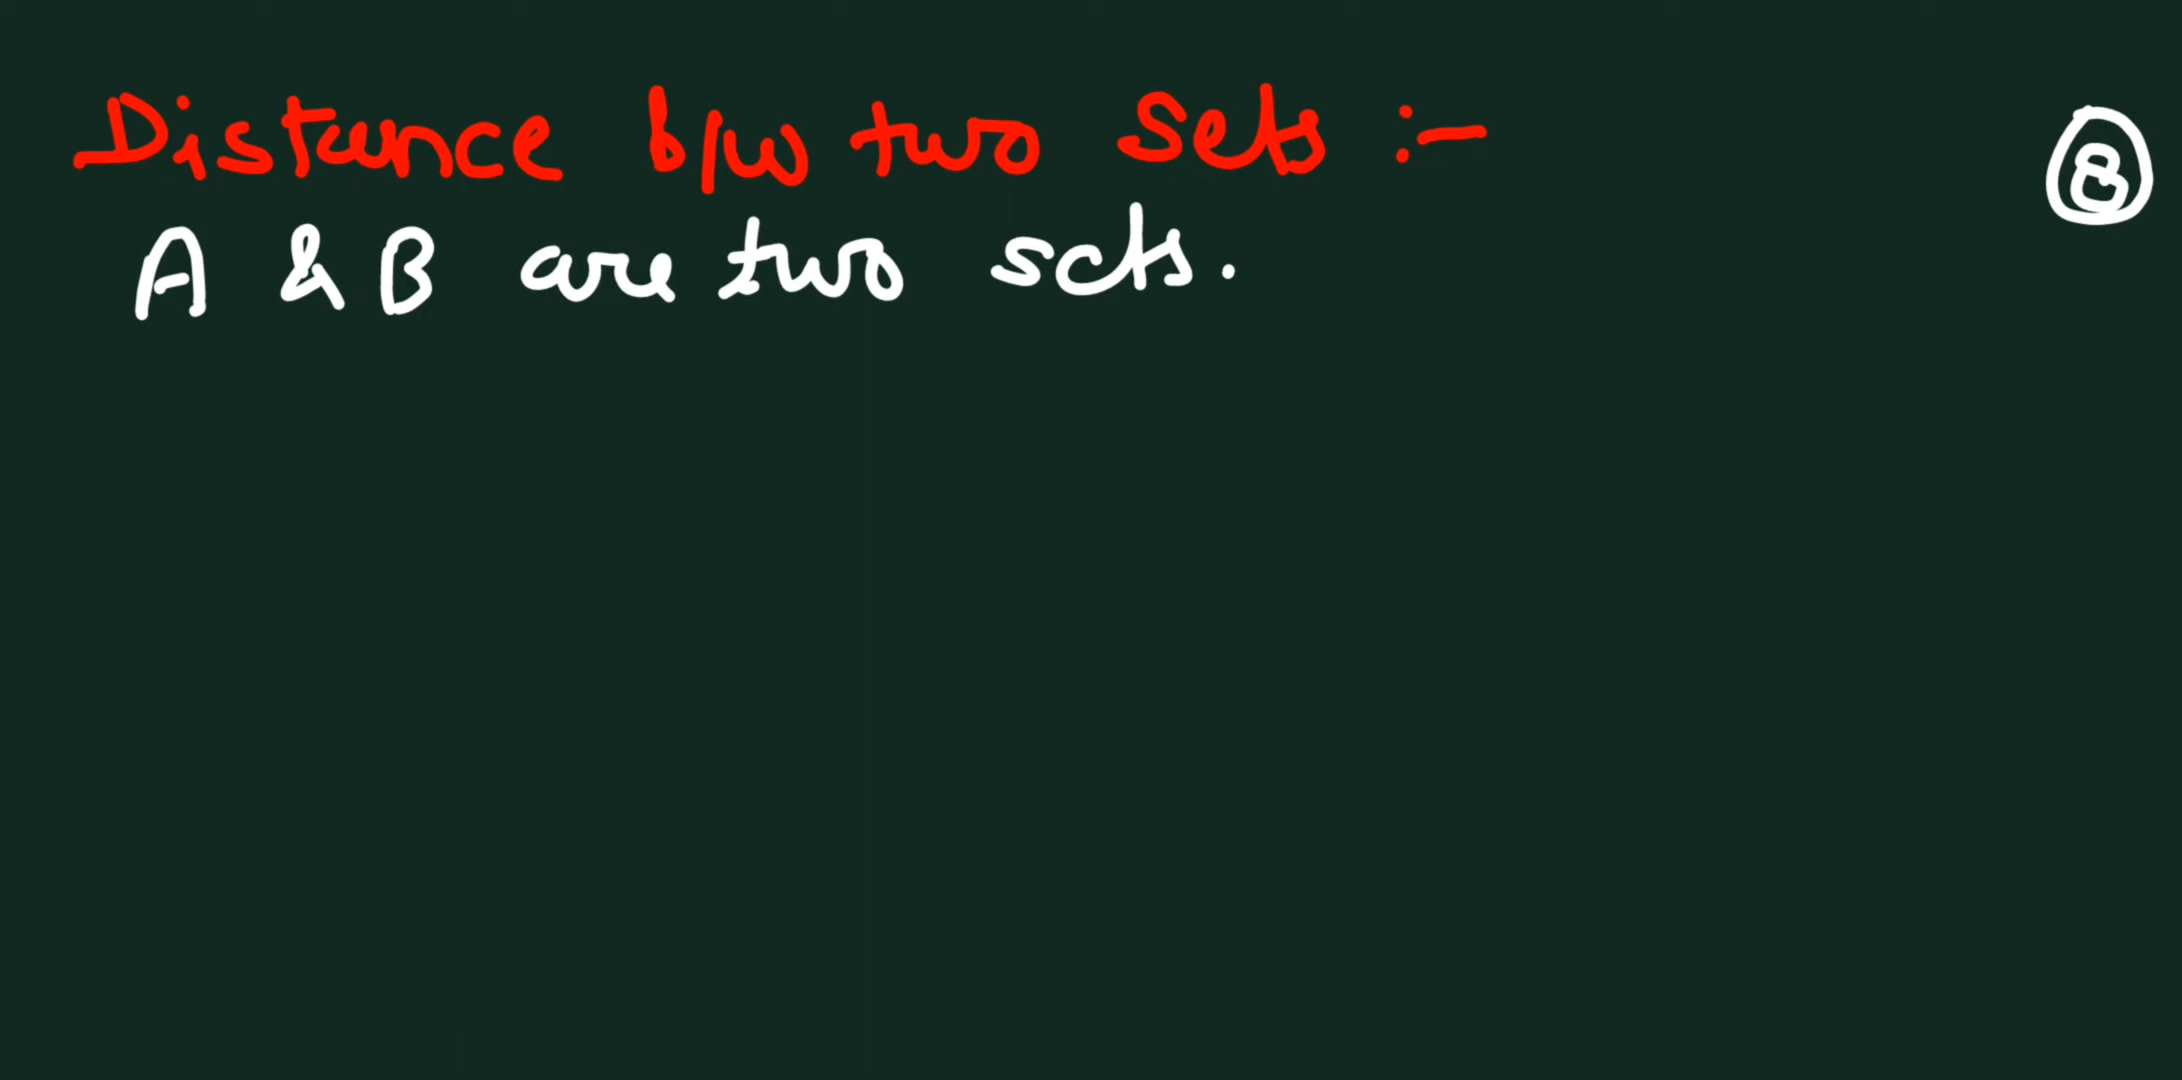 Distance b/w two Sets :-
8
A & B are two sets.